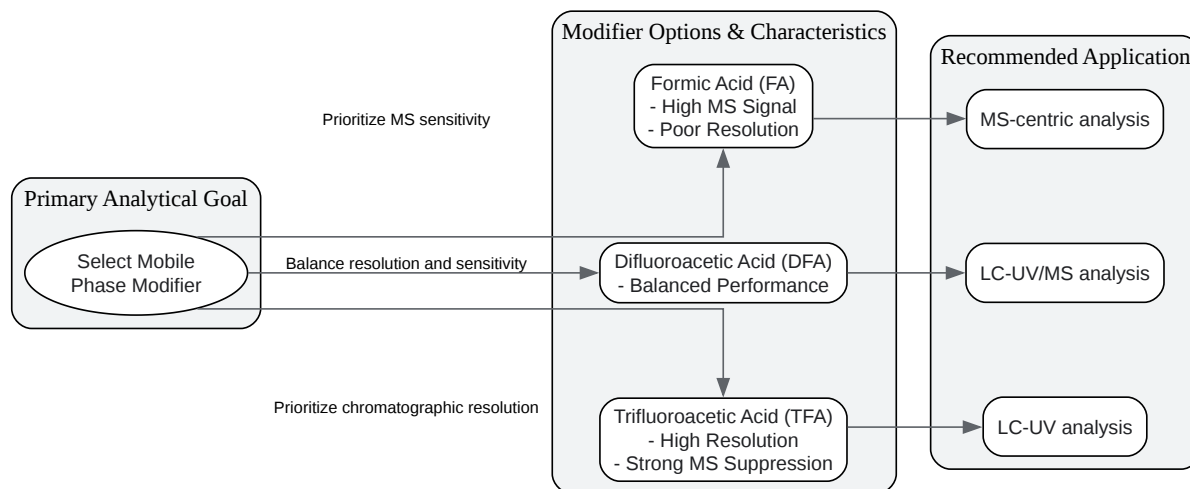 Primary Analytical Goal
Select Mobile
Phase Modifier
Prioritize MS sensitivity
Balance resolution and sensitivity
Prioritize chromatographic resolution
Modifier Options & Characteristics
Formic Acid (FA)
- High MS Signal
- Poor Resolution
Difluoroacetic Acid (DFA)
- Balanced Performance
Trifluoroacetic Acid (TFA)
- High Resolution
- Strong MS Suppression
Recommended Application
MS-centric analysis
LC-UV/MS analysis
LC-UV analysis